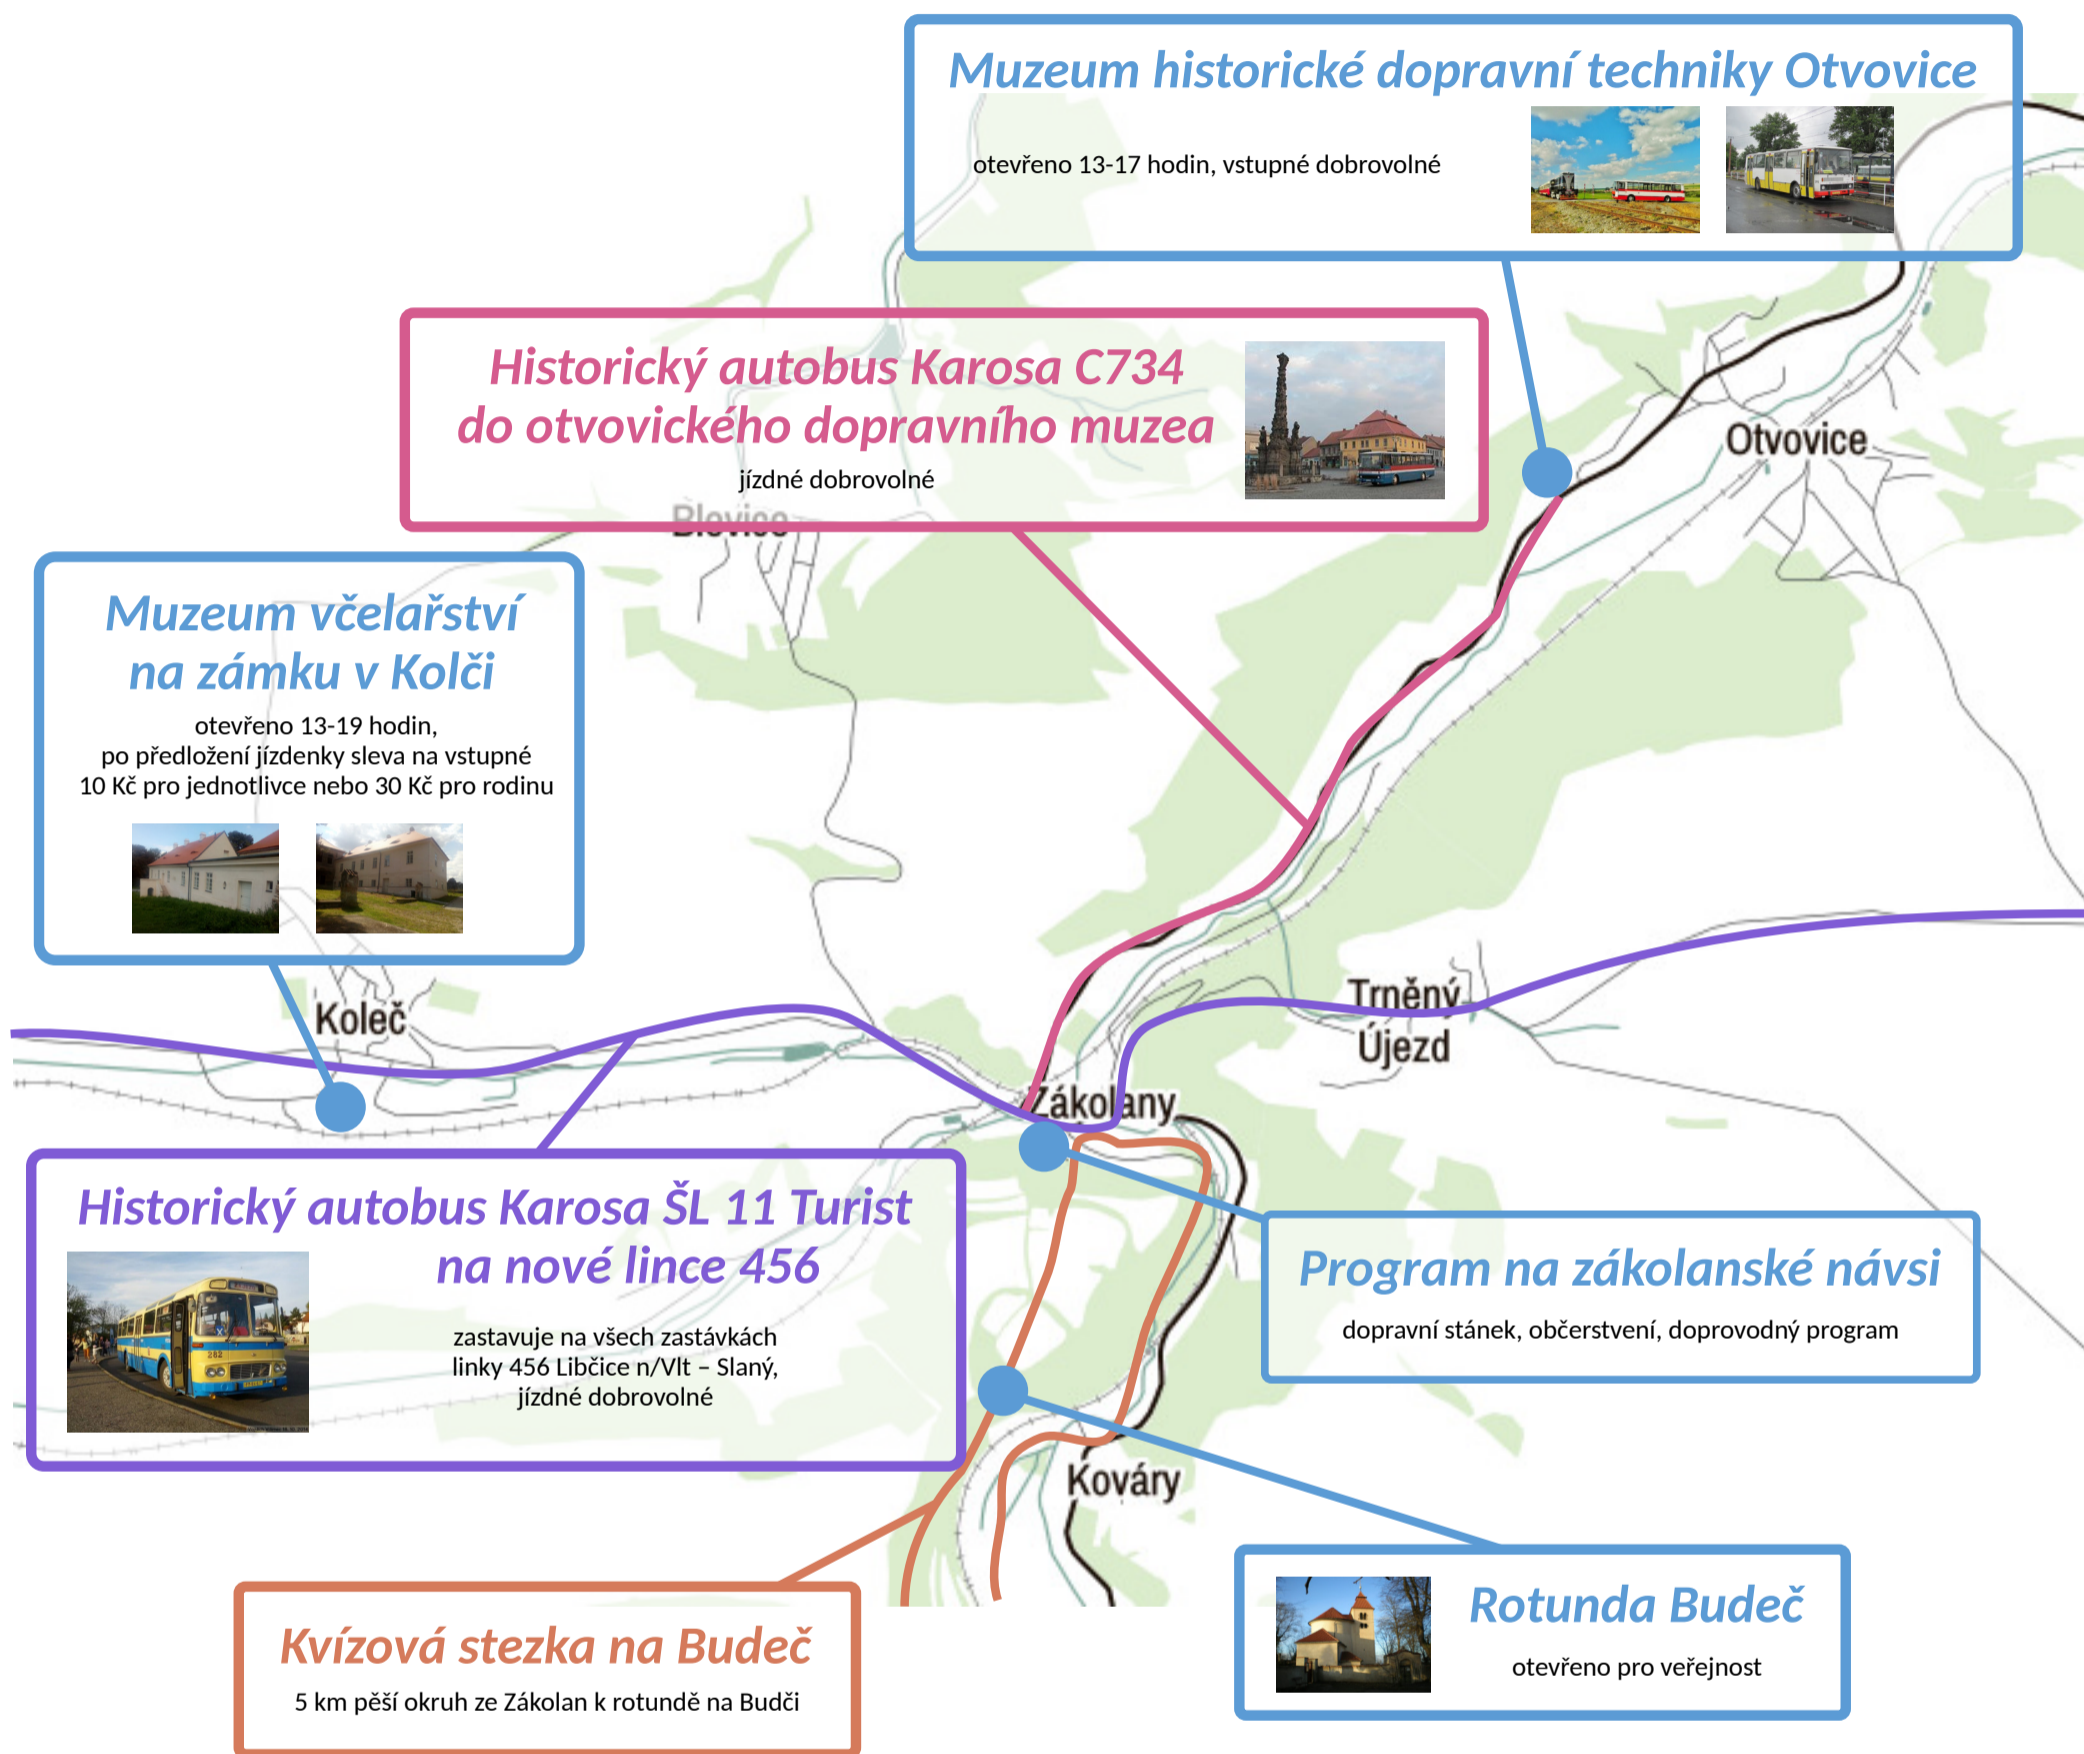 Muzeum historické dopravní techniky Otvovice
otevřeno 13-17 hodin, vstupné dobrovolné
Historický autobus Karosa C734
do otvovického dopravního muzea
jízdné dobrovolné
Otvovice
Blevice
Muzeum včelařství
na zámku v Kolči
otevřeno 13-19 hodin,
po předložení jízdenky sleva na vstupné
10 Kč pro jednotlivce nebo 30 Kč pro rodinu
Koleč
Trněný
Újezd
Zákolany
Historický autobus Karosa ŠL 11 Turist
na nové lince 456
zastavuje na všech zastávkách
linky 456 Libčice n/Vlt – Slaný,
jízdné dobrovolné
282
Program na zákolanské návsi
dopravní stánek, občerstvení, doprovodný program
Kováry
Rotunda Budeč
otevřeno pro veřejnost
Kvízová stezka na Budeč
5 km pěší okruh ze Zákolan k rotundě na Budči